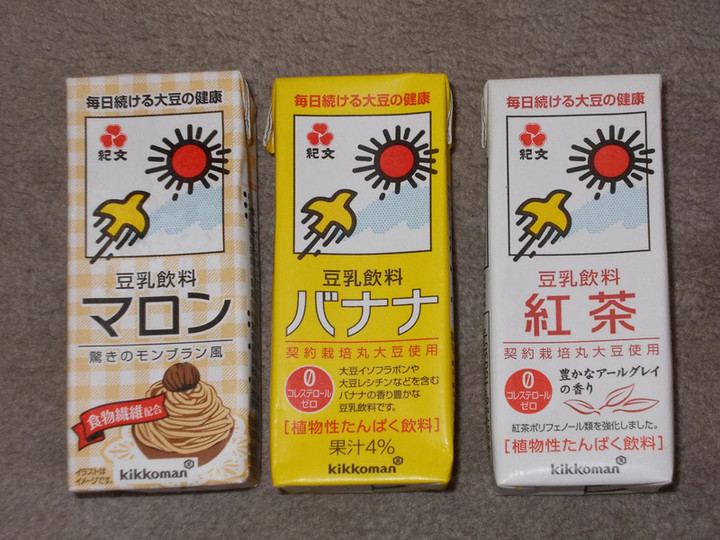 毎日続ける大豆の健康
紀文
豆乳飲料
マロン
驚きのモンブラン風
食物繊維配合
イラストは
イメージです。
kikkoman
毎日続ける大豆の健康
紀文
豆乳飲料
バナナ
契約栽培丸大豆使用
0
コレステロール
ゼロ
大豆イソフラボンや
大豆レシチンなどを含む
バナナの香り豊かな
豆乳飲料です。
[植物性たんぱく飲料]
果汁4%
kikkoman
毎日続ける大豆の健康
紀文
豆乳飲料
紅茶
契約栽培丸大豆使用
0
コレステロール
ゼロ
豊かなアールグレイ
の香り
紅茶ポリフェノール類を強化しました。
[植物性たんぱく飲料]
kikkoman